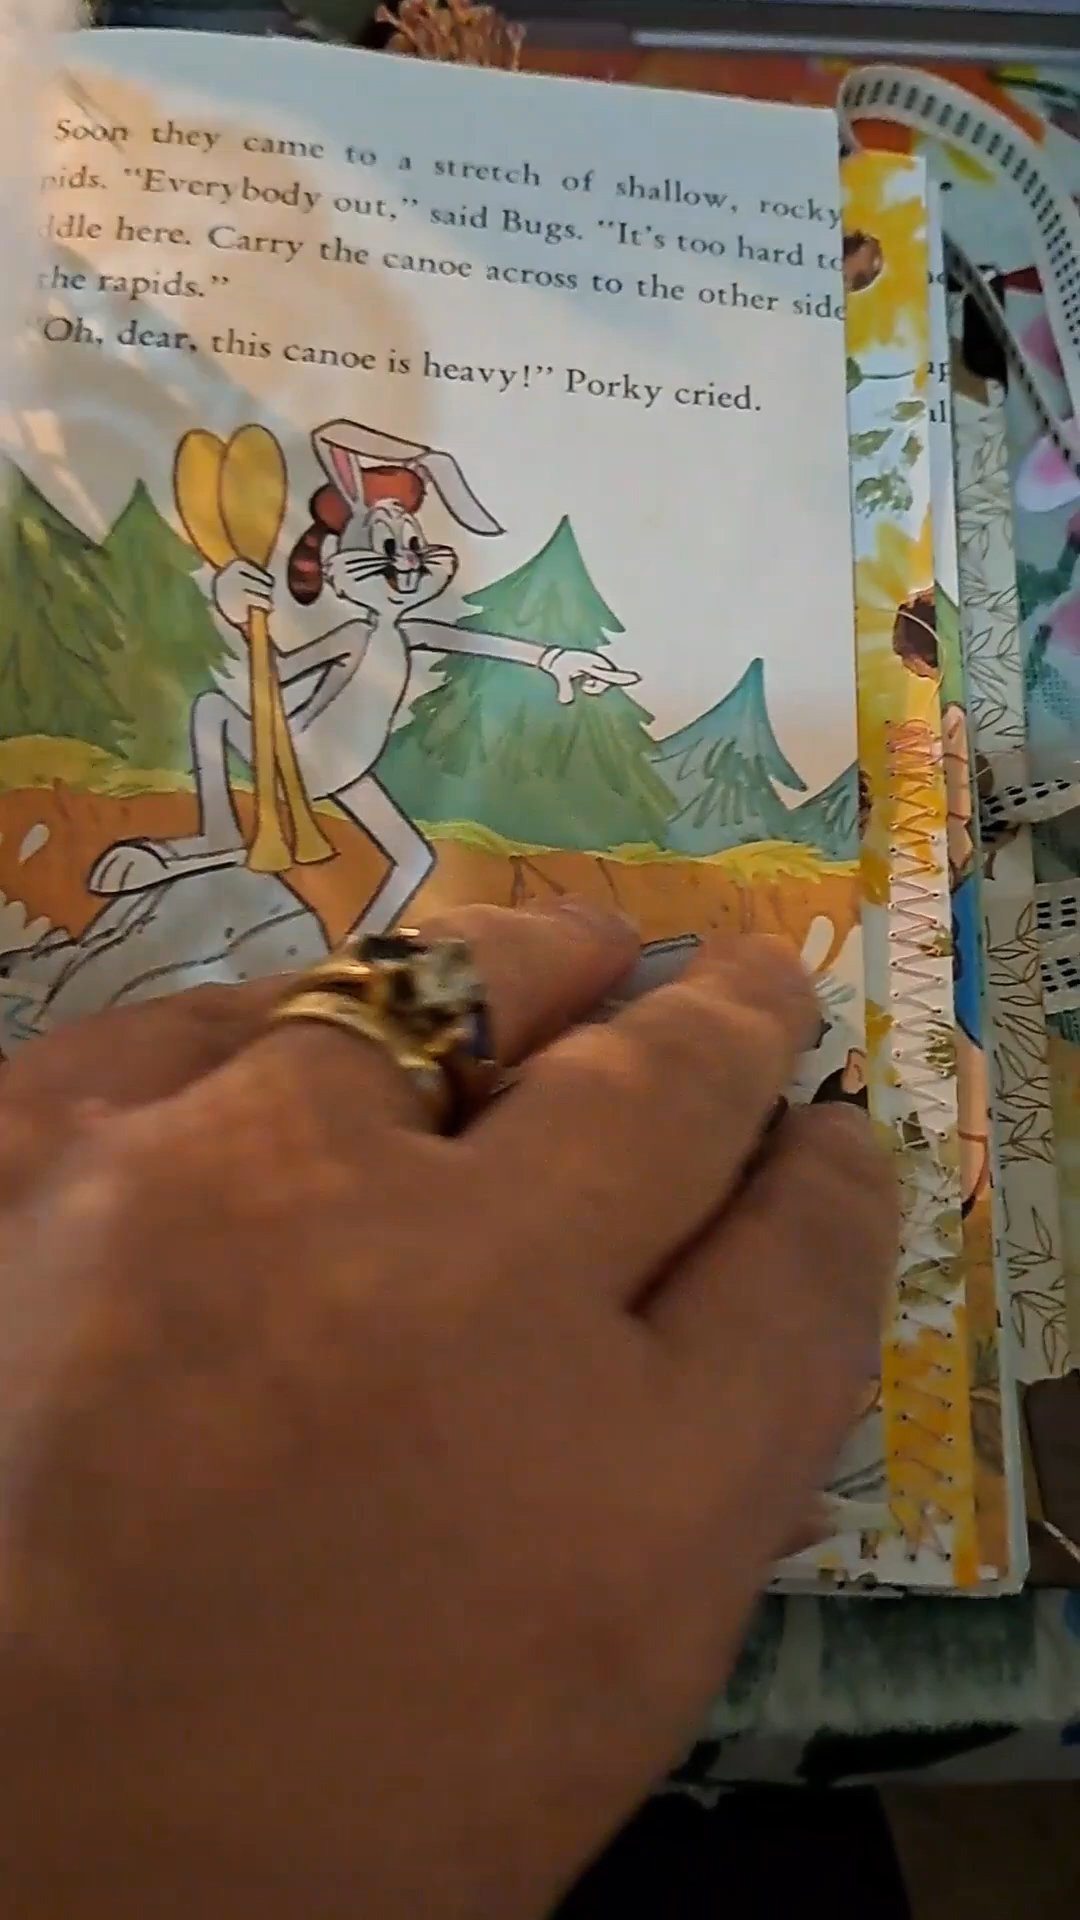 Soon they came to a stretch of shallow, rocky
pids. "Everybody out," said Bugs. "It's too hard to
ddle here. Carry the canoe across to the other side
the rapids."
"Oh, dear, this canoe is heavy!" Porky cried.